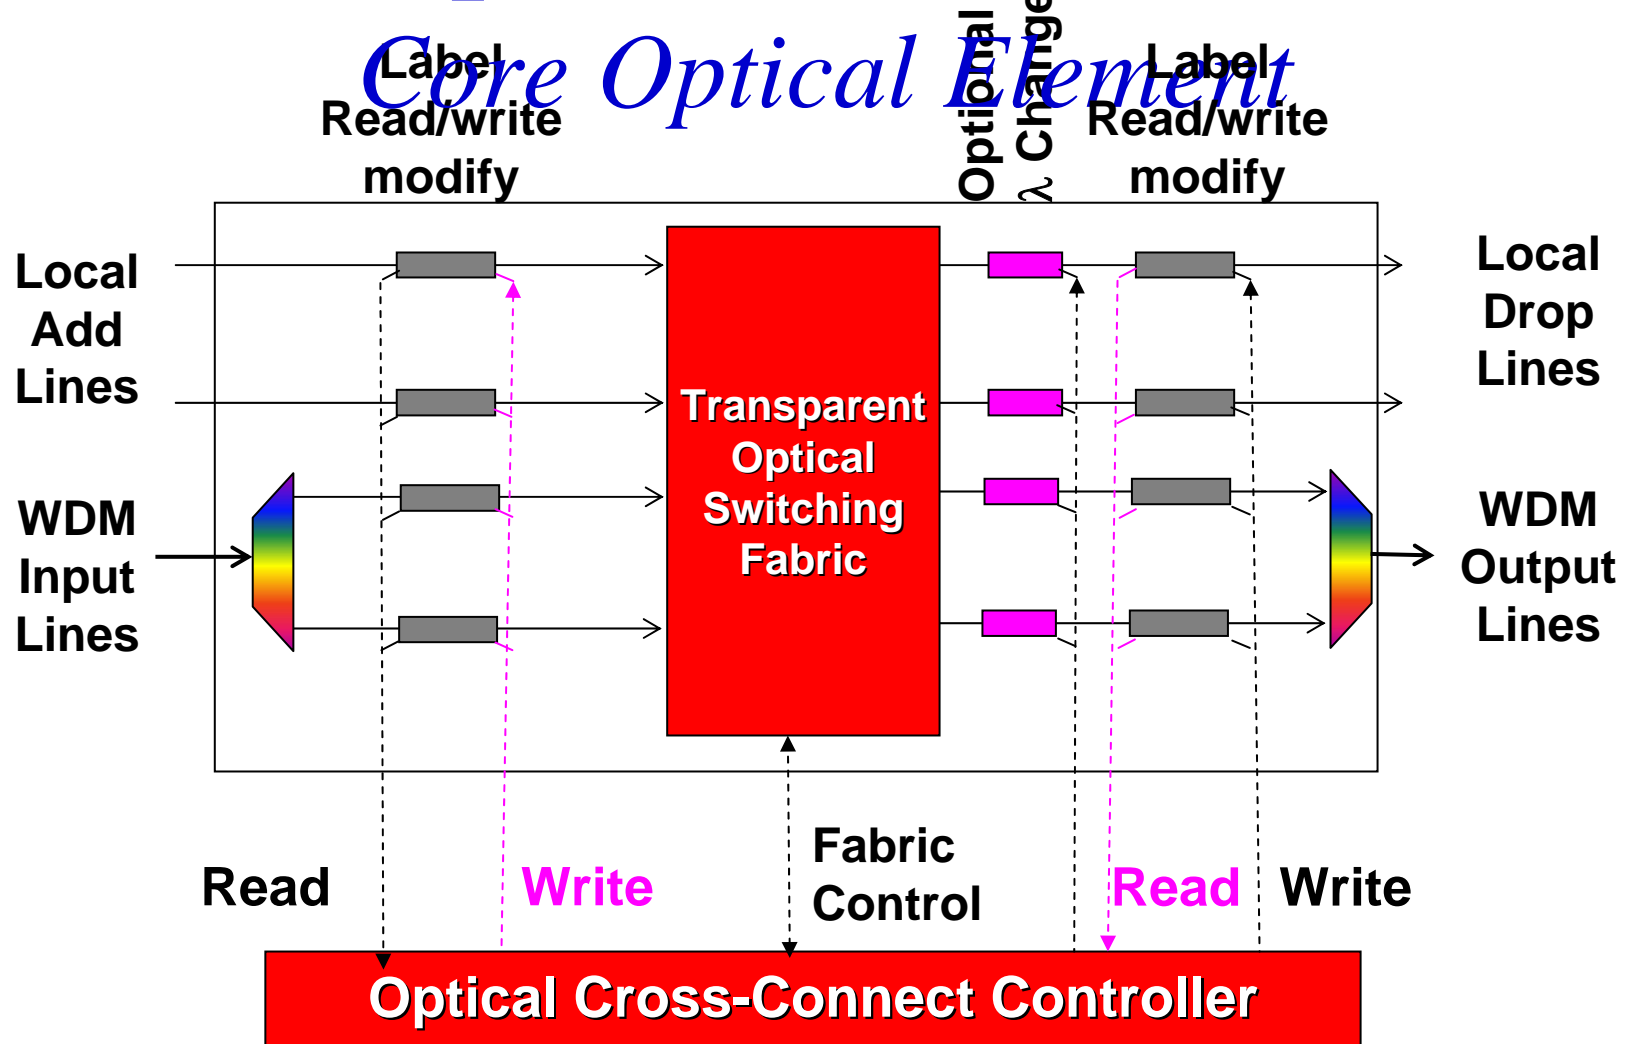 Core Optical Element
Label
Read/write
modify
Optional
λ Change
Label
Read/write
modify
Local
Add
Lines
WDM
Input
Lines
Transparent
Optical
Switching
Fabric
Local
Drop
Lines
WDM
Output
Lines
Read
Write
Fabric
Control
Read
Write
Optical Cross-Connect Controller